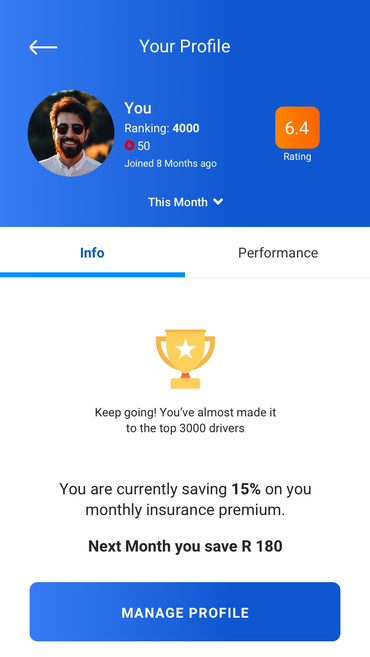 Your Profile
You
Ranking: 4000
50
Joined 8 Months ago
6.4
Rating
This Month
Info
Performance
Keep going! You've almost made it
to the top 3000 drivers
You are currently saving 15% on you
monthly insurance premium.
Next Month you save R 180
MANAGE PROFILE